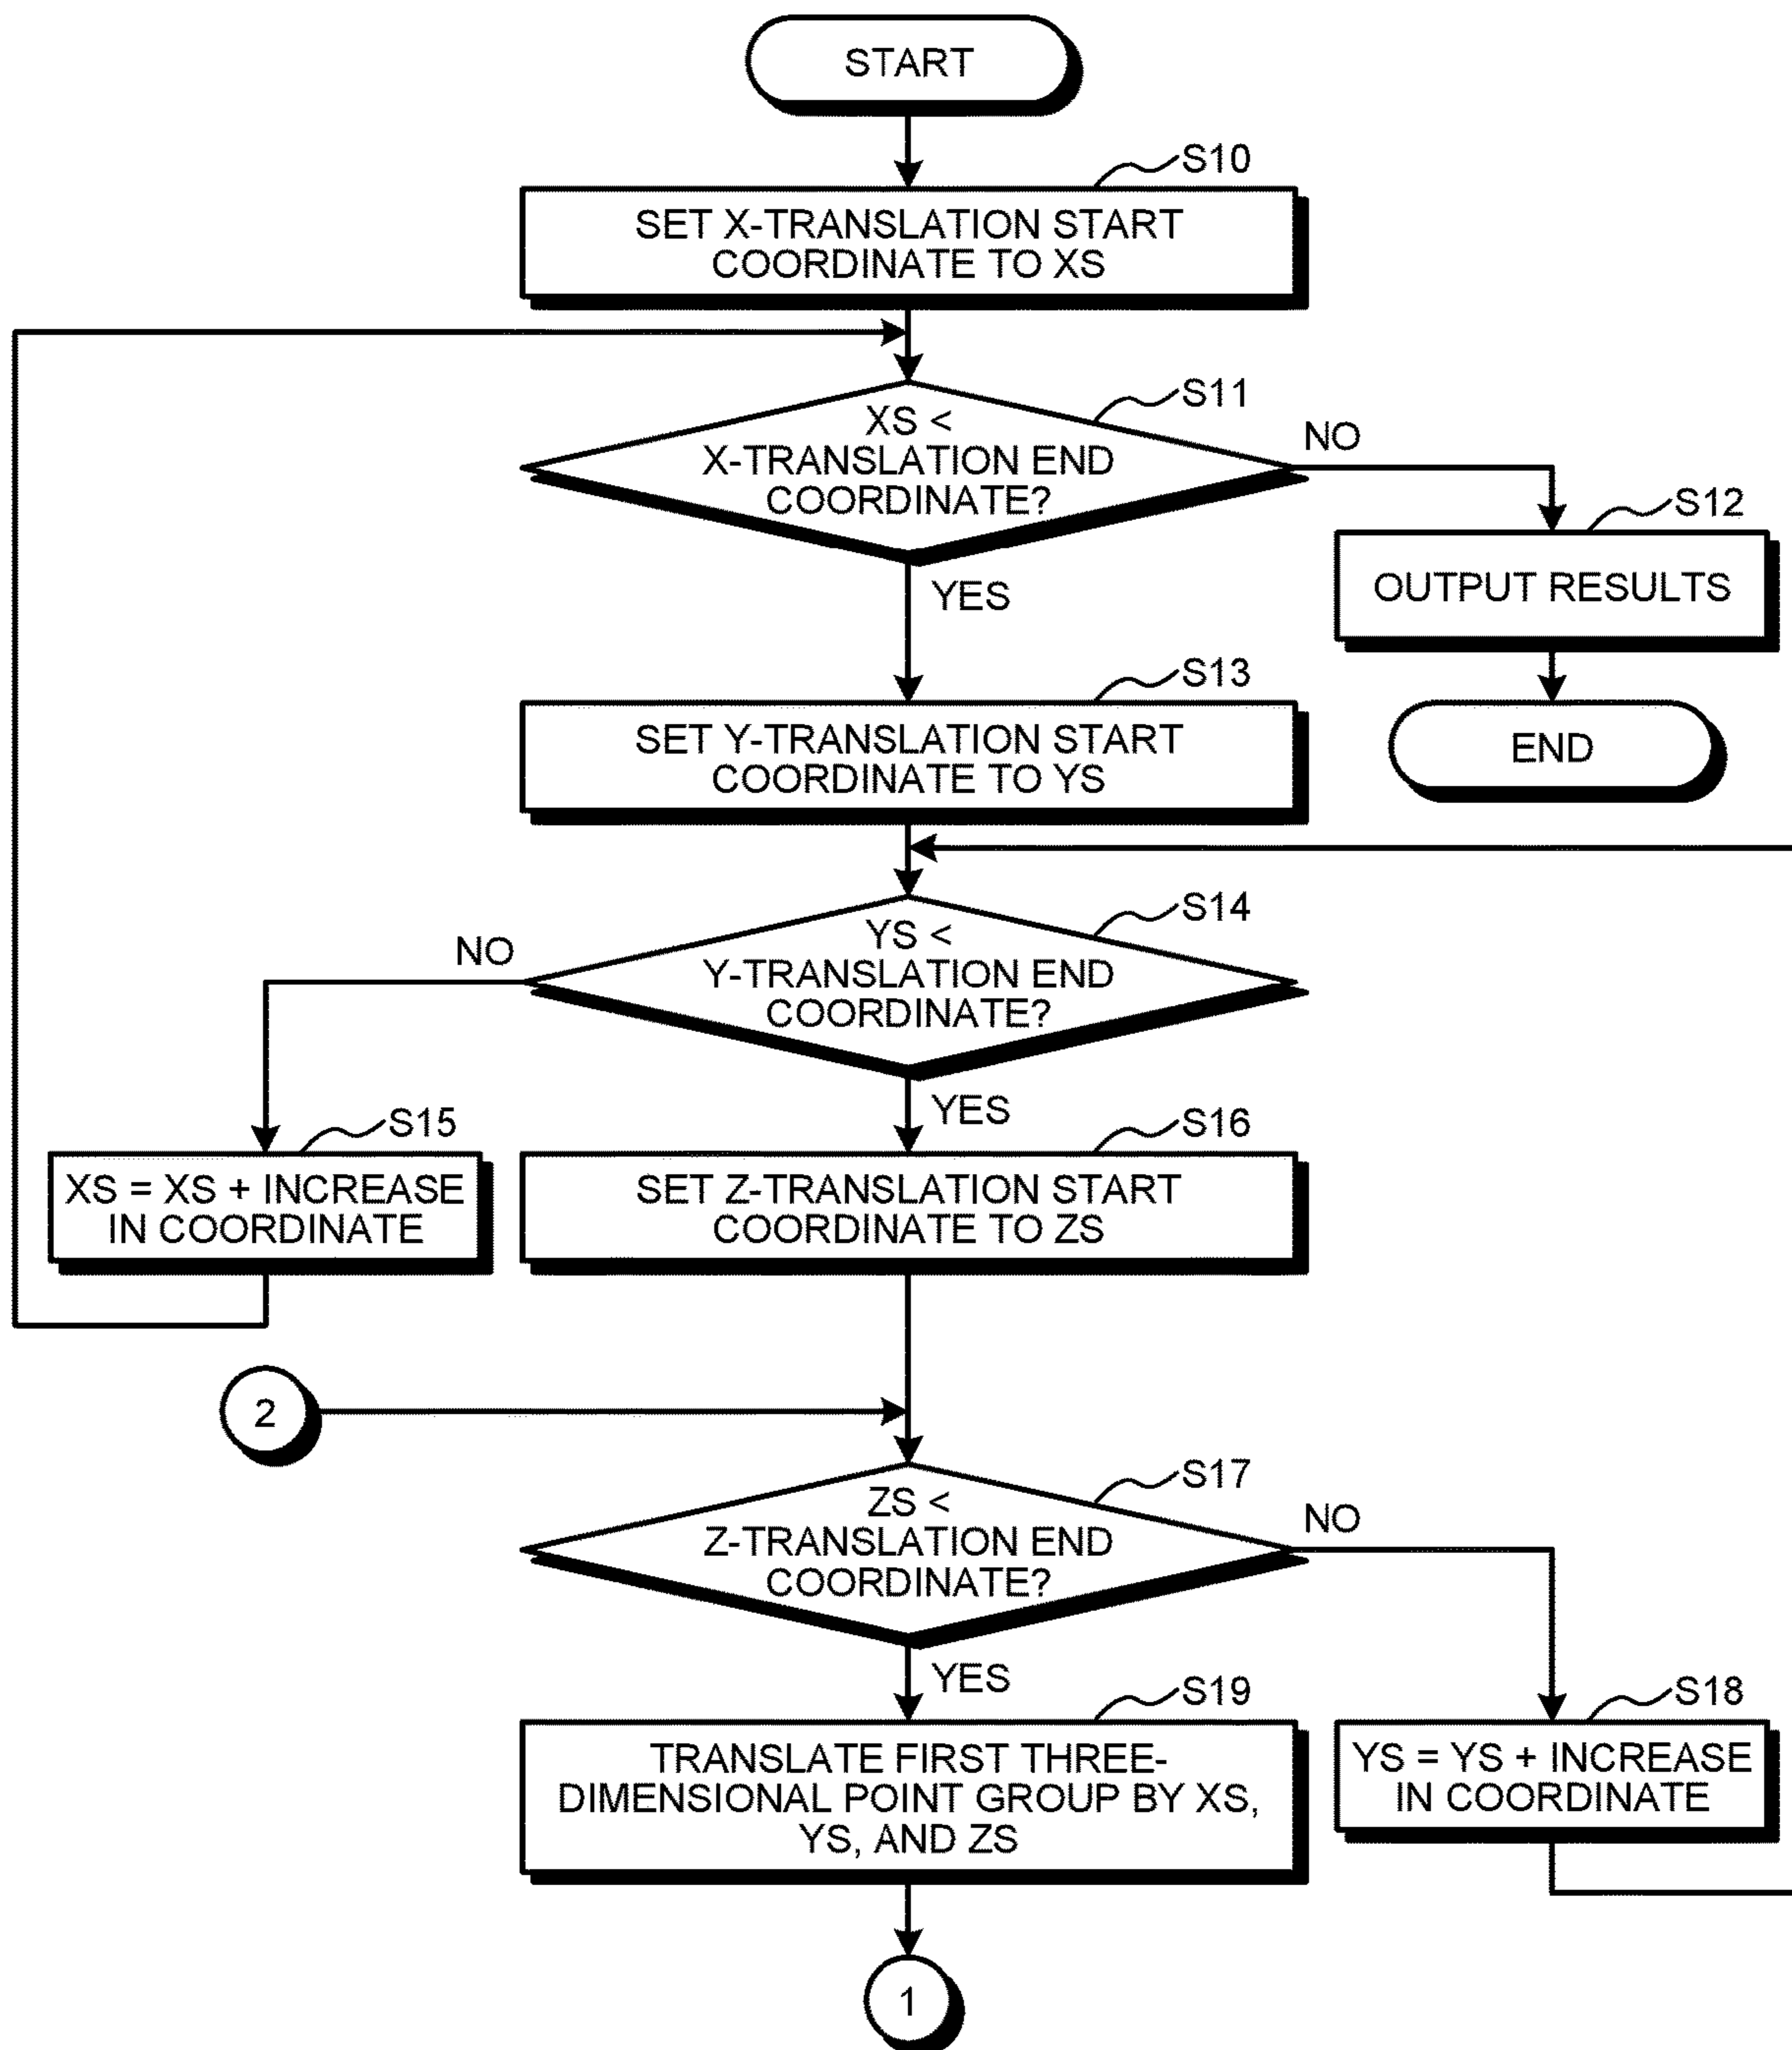 START
S10
SET X-TRANSLATION START
COORDINATE TO XS
S11
XS <
X-TRANSLATION END
COORDINATE?
NO
S12
OUTPUT RESULTS
YES
END
S13
SET Y-TRANSLATION START
COORDINATE TO YS
S14
YS <
Y-TRANSLATION END
COORDINATE?
NO
YES
S15
XS = XS + INCREASE
IN COORDINATE
S16
SET Z-TRANSLATION START
COORDINATE TO ZS
2
S17
ZS <
Z-TRANSLATION END
COORDINATE?
NO
YES
S18
YS = YS + INCREASE
IN COORDINATE
S19
TRANSLATE FIRST THREE-
DIMENSIONAL POINT GROUP BY XS,
YS, AND ZS
1